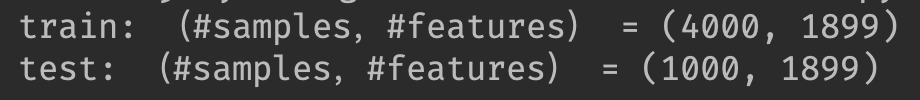 train:  (#samples, #features)  = (4000, 1899)
test:  (#samples, #features)  = (1000, 1899)